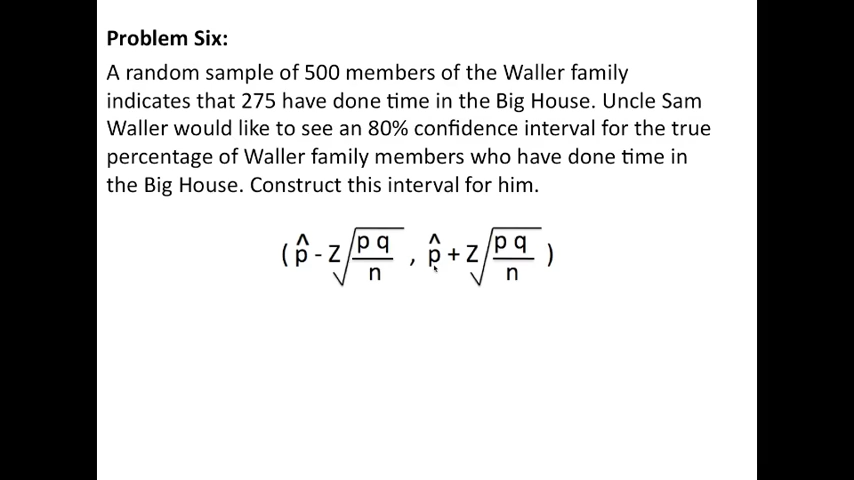 Problem Six:
A random sample of 500 members of the Waller family
indicates that 275 have done time in the Big House. Uncle Sam
Waller would like to see an 80% confidence interval for the true
percentage of Waller family members who have done time in
the Big House. Construct this interval for him.
( p̂ - z√(p q / n) , p̂ + z√(p q / n) )